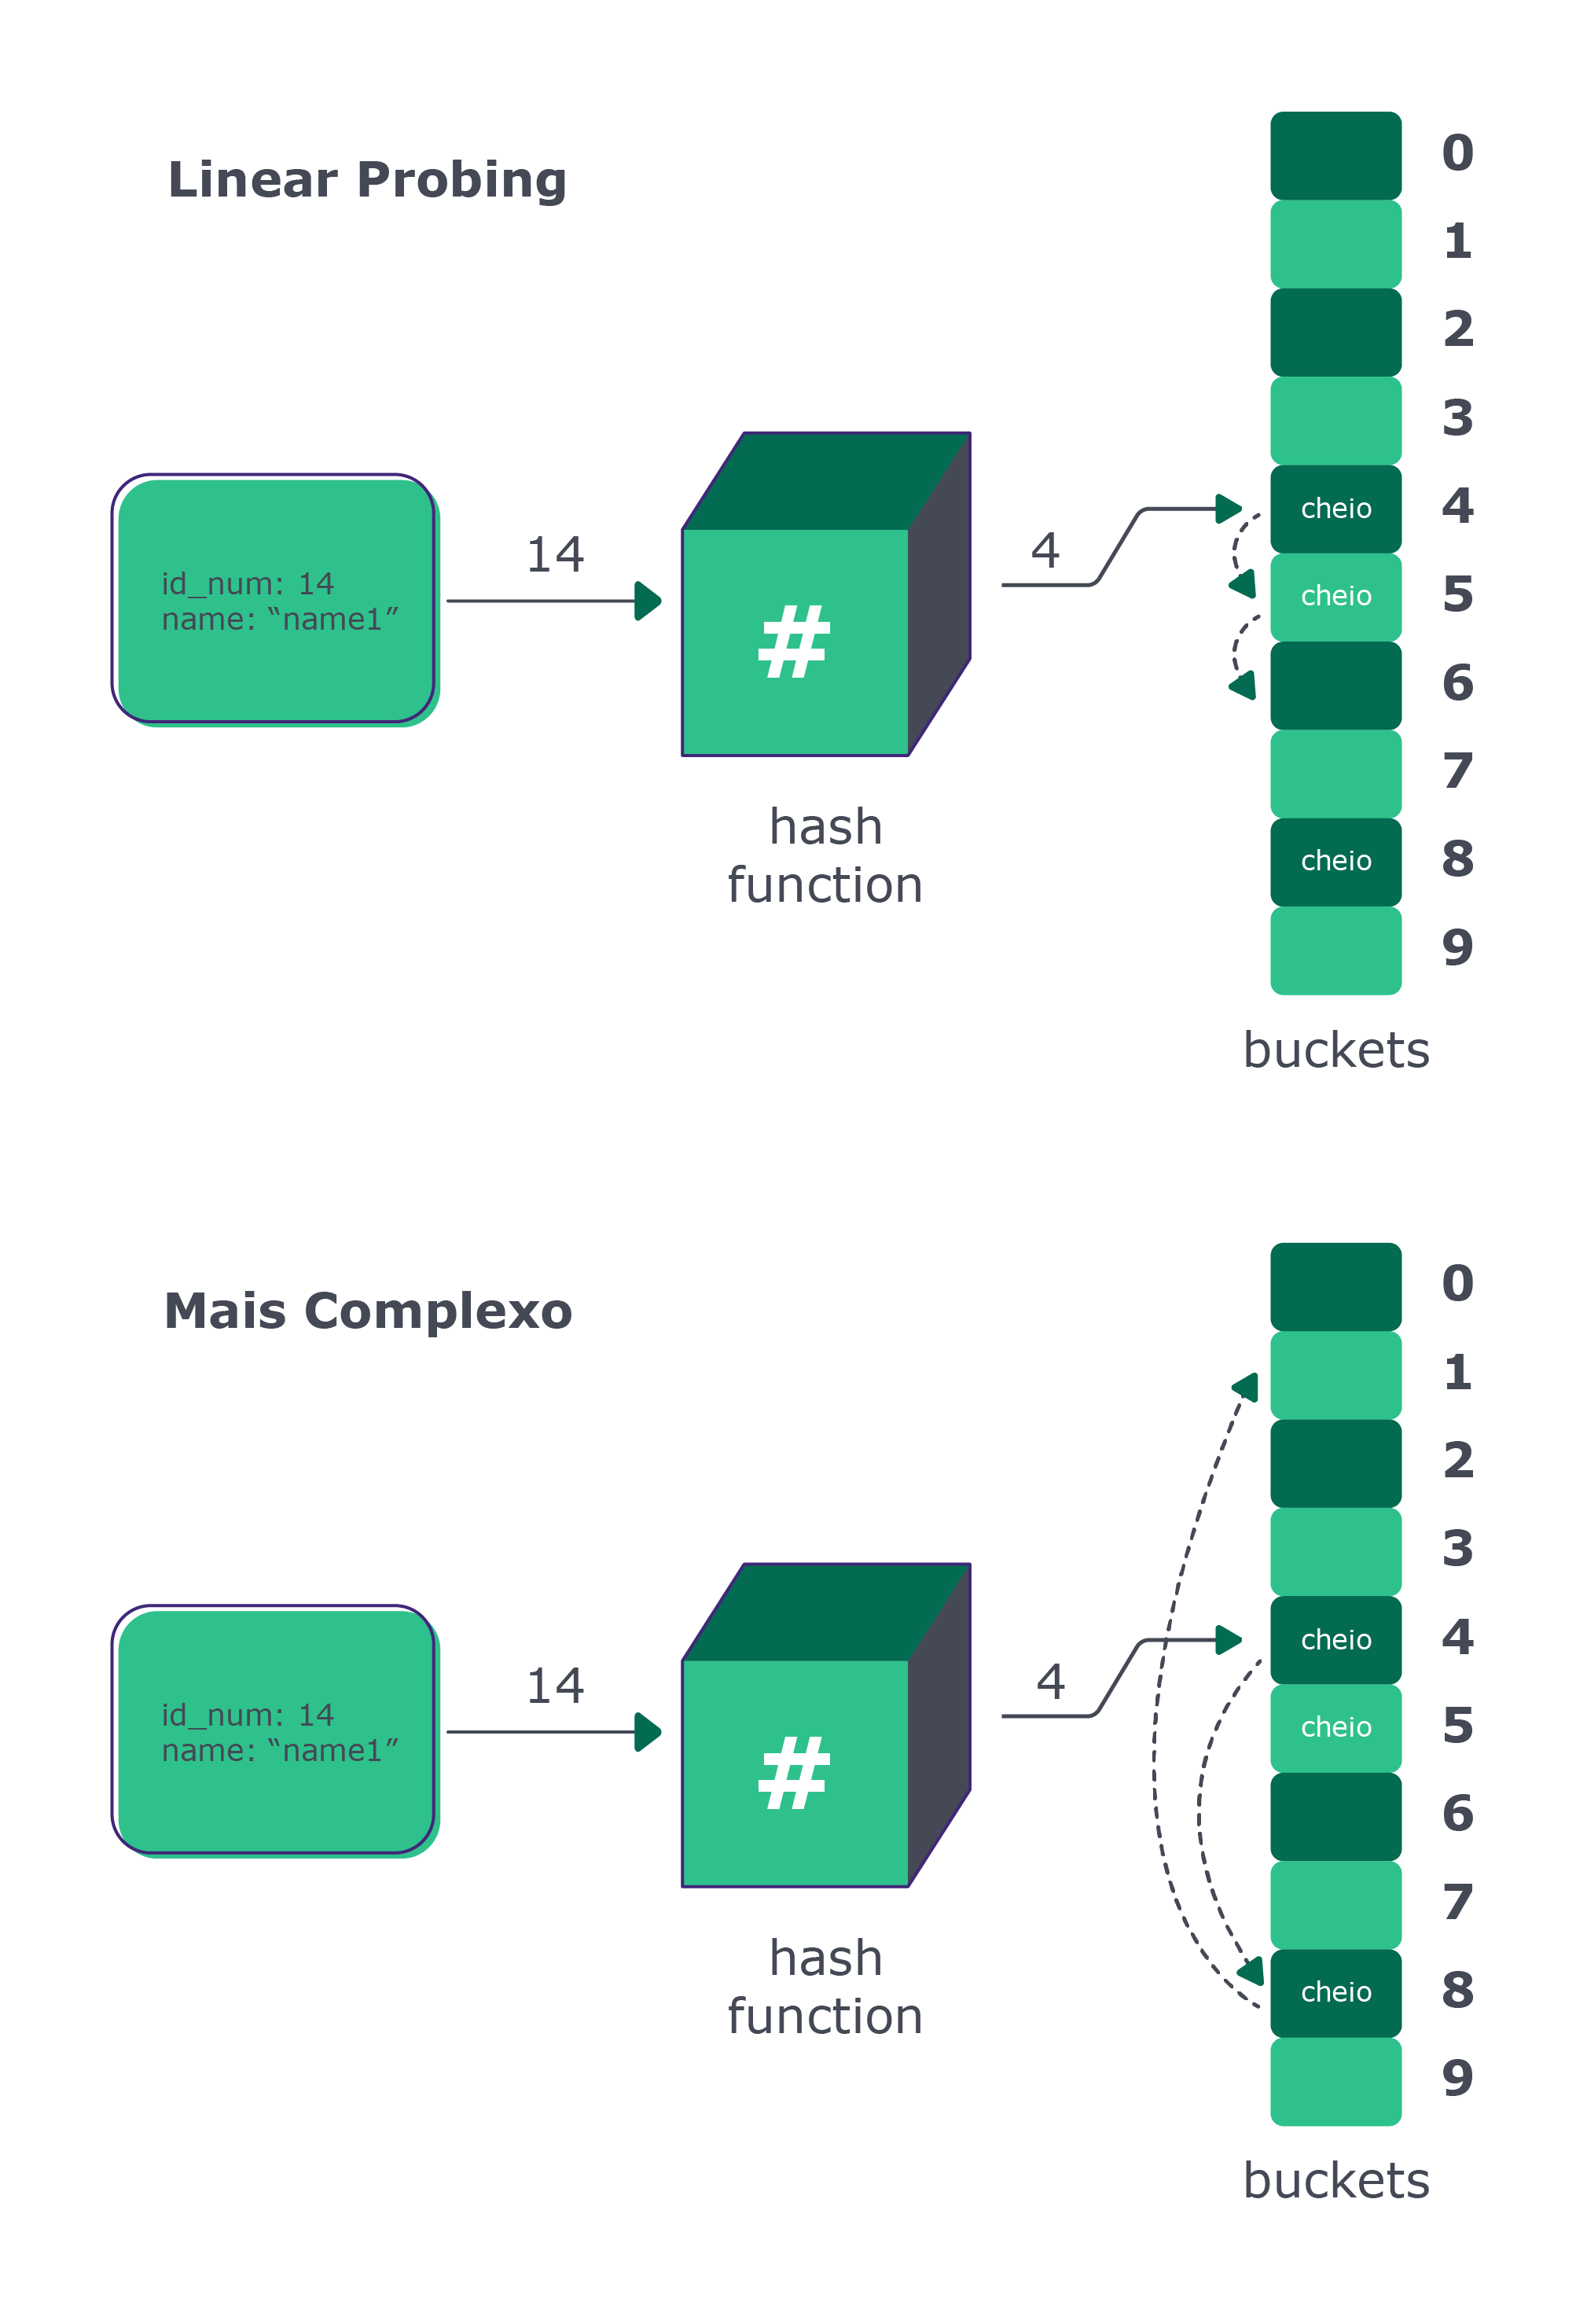 Linear Probing
id_num: 14
name: “name1”
14
#
hash
function
4
0
1
2
3
cheio 4
cheio 5
6
7
cheio 8
9
buckets
Mais Complexo
id_num: 14
name: “name1”
14
#
hash
function
4
0
1
2
3
cheio 4
cheio 5
6
7
cheio 8
9
buckets